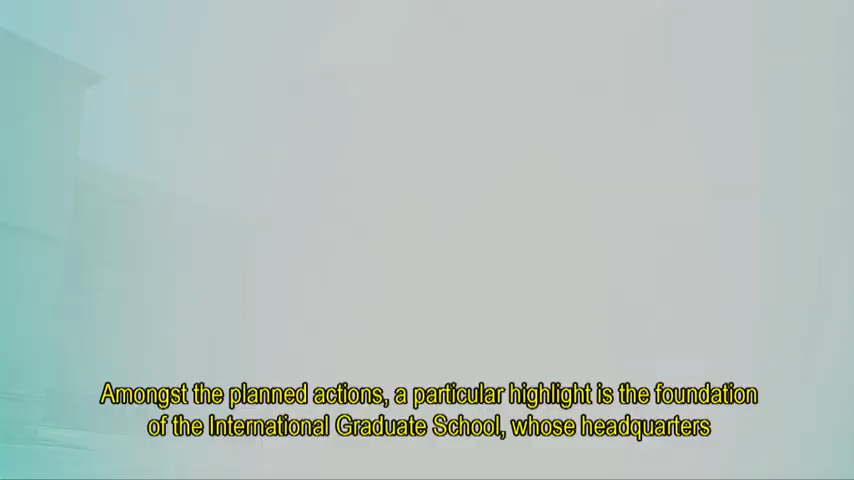 Amongst the planned actions, a particular highlight is the foundation
of the International Graduate School, whose headquarters